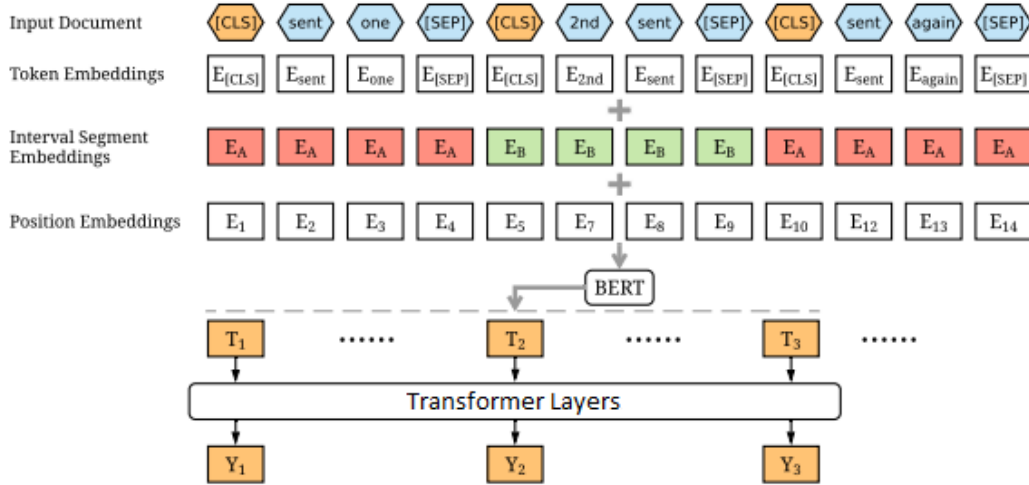 Input Document [CLS] sent one [SEP] [CLS] 2nd sent [SEP] [CLS] sent again [SEP]
Token Embeddings E[CLS] Esent Eone E[SEP] E[CLS] E2nd Esent E[SEP] E[CLS] Esent Eagain E[SEP]
+
Interval Segment
Embeddings EA EA EA EA EB EB EB EB EA EA EA EA
+
Position Embeddings E1 E2 E3 E4 E5 E7 E8 E9 E10 E12 E13 E14
BERT
T1 ...... T2 ...... T3 ......
Transformer Layers
Y1 Y2 Y3